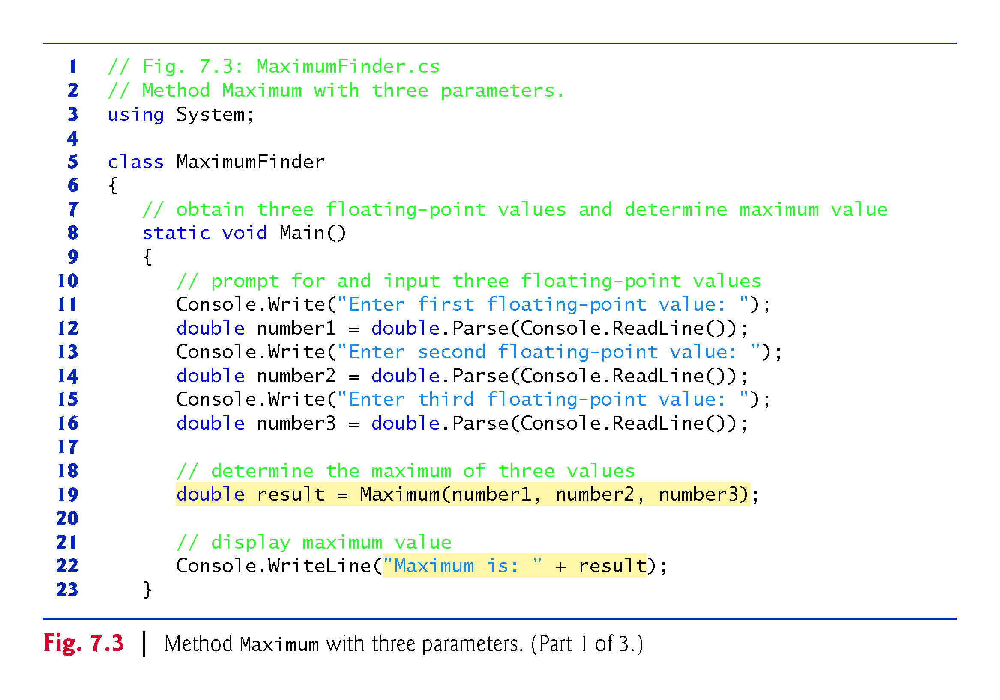 1 // Fig. 7.3: MaximumFinder.cs
2 // Method Maximum with three parameters.
3 using System;
4
5 class MaximumFinder
6 {
7    // obtain three floating-point values and determine maximum value
8    static void Main()
9    {
10       // prompt for and input three floating-point values
11       Console.Write("Enter first floating-point value: ");
12       double number1 = double.Parse(Console.ReadLine());
13       Console.Write("Enter second floating-point value: ");
14       double number2 = double.Parse(Console.ReadLine());
15       Console.Write("Enter third floating-point value: ");
16       double number3 = double.Parse(Console.ReadLine());
17
18       // determine the maximum of three values
19       double result = Maximum(number1, number2, number3);
20
21       // display maximum value
22       Console.WriteLine("Maximum is: " + result);
23    }
Fig. 7.3 | Method Maximum with three parameters. (Part 1 of 3.)